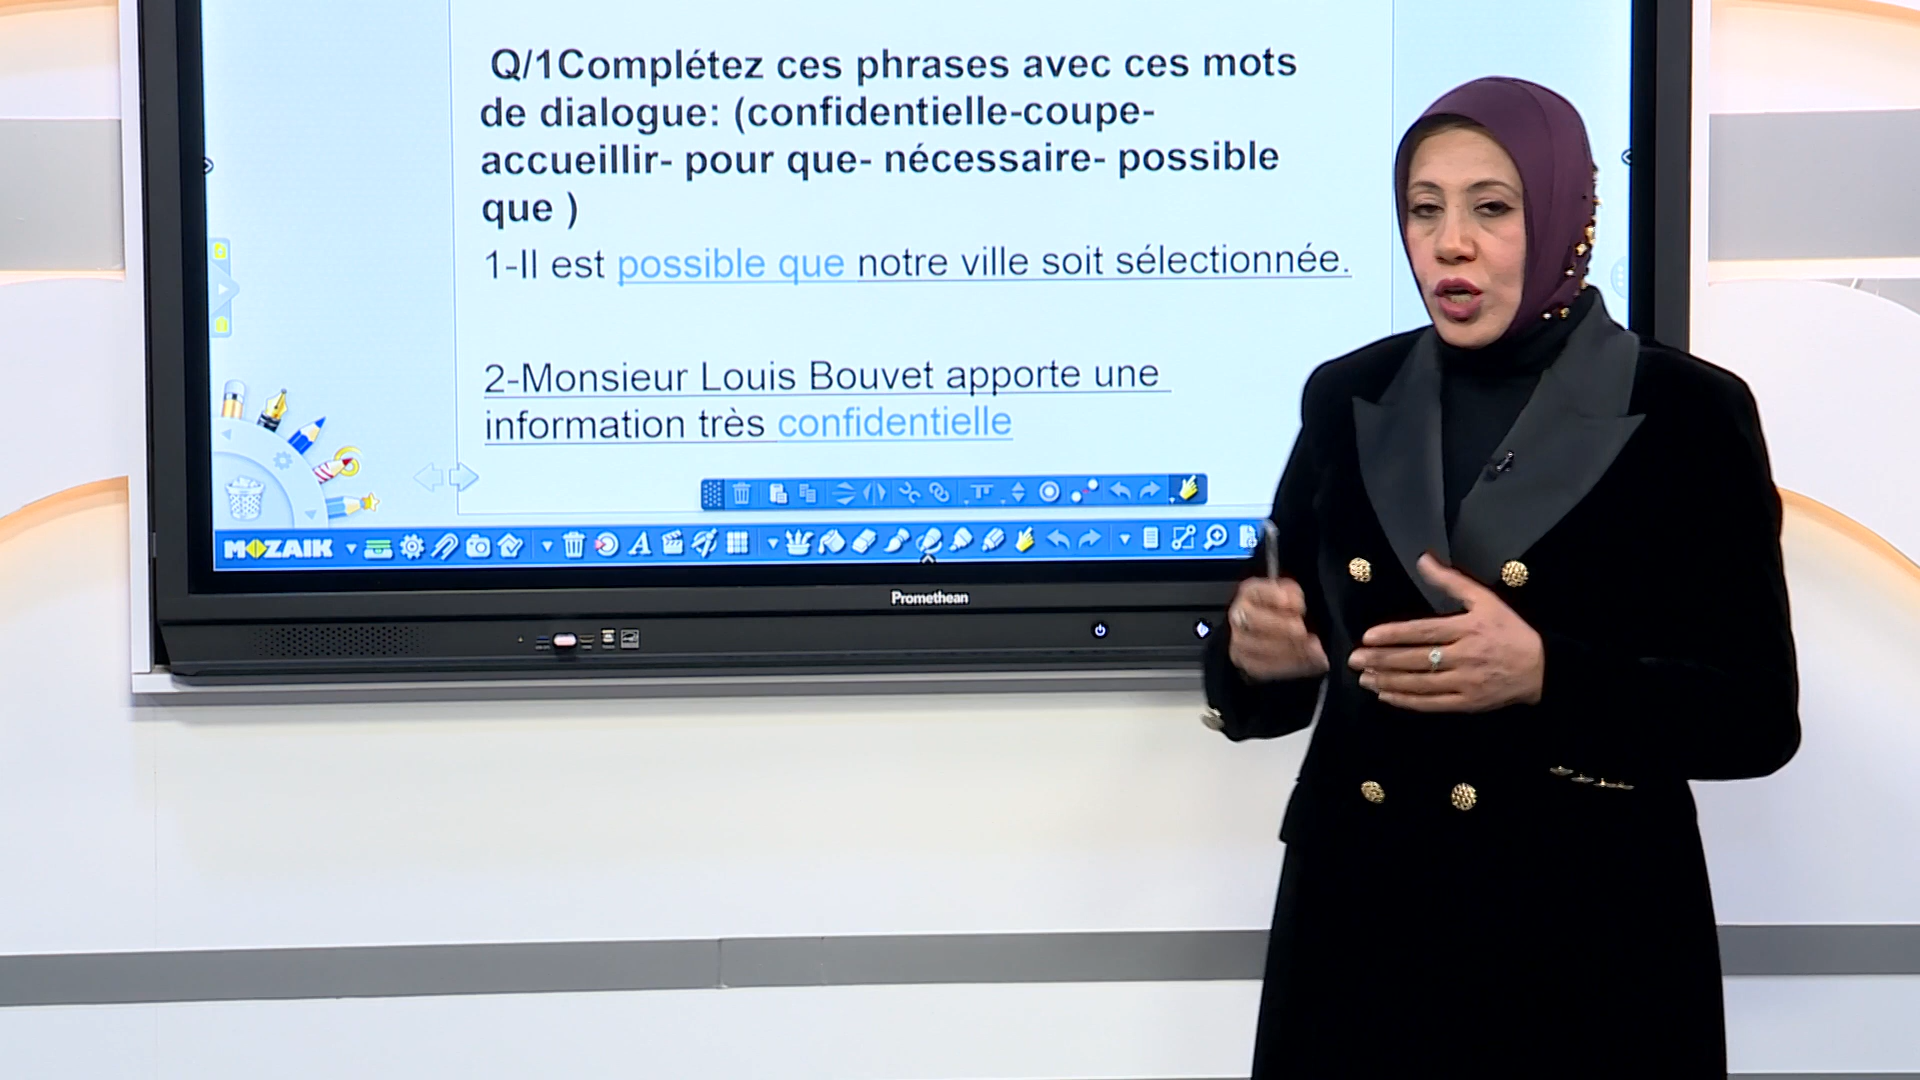 Q/1Complétez ces phrases avec ces mots
de dialogue: (confidentielle-coupe-
accueillir- pour que- nécessaire- possible
que )
1-Il est possible que notre ville soit sélectionnée.
2-Monsieur Louis Bouvet apporte une
information très confidentielle
MOZAIK
Promethean